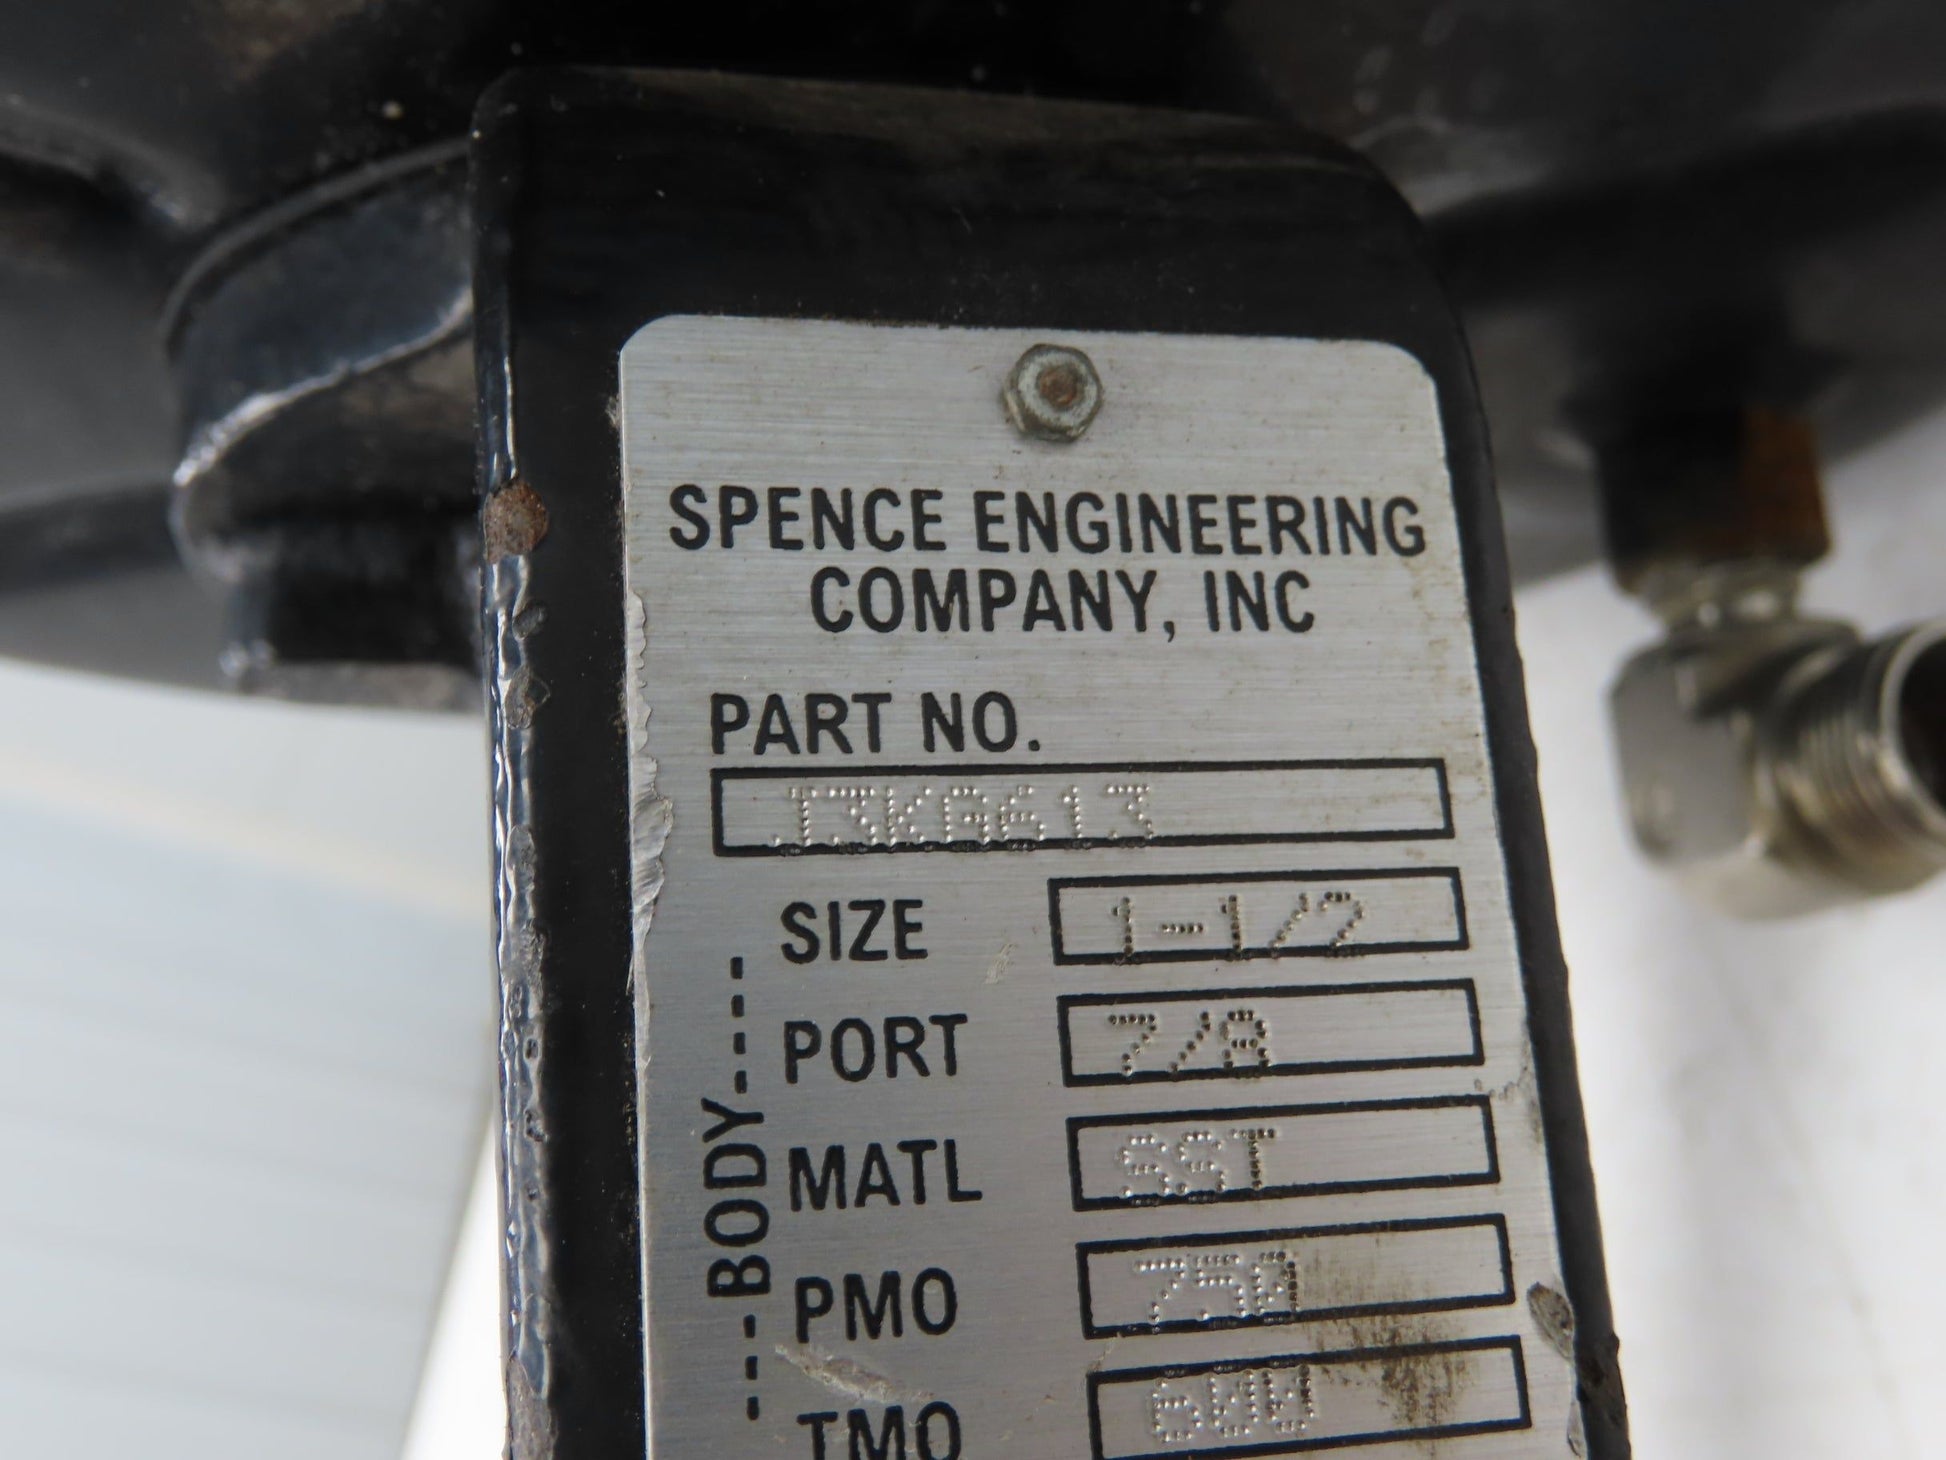 SPENCE ENGINEERING
COMPANY, INC
PART NO.
J3KA613
SIZE 1-1/2
PORT 7/8
MATL SST
PMO 750
TMO 600
---BODY----